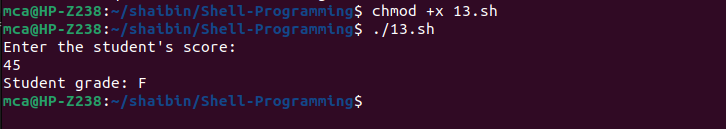 mca@HP-Z238:~/shaibin/Shell-Programming$ chmod +x 13.sh
mca@HP-Z238:~/shaibin/Shell-Programming$ ./13.sh
Enter the student's score:
45
Student grade: F
mca@HP-Z238:~/shaibin/Shell-Programming$